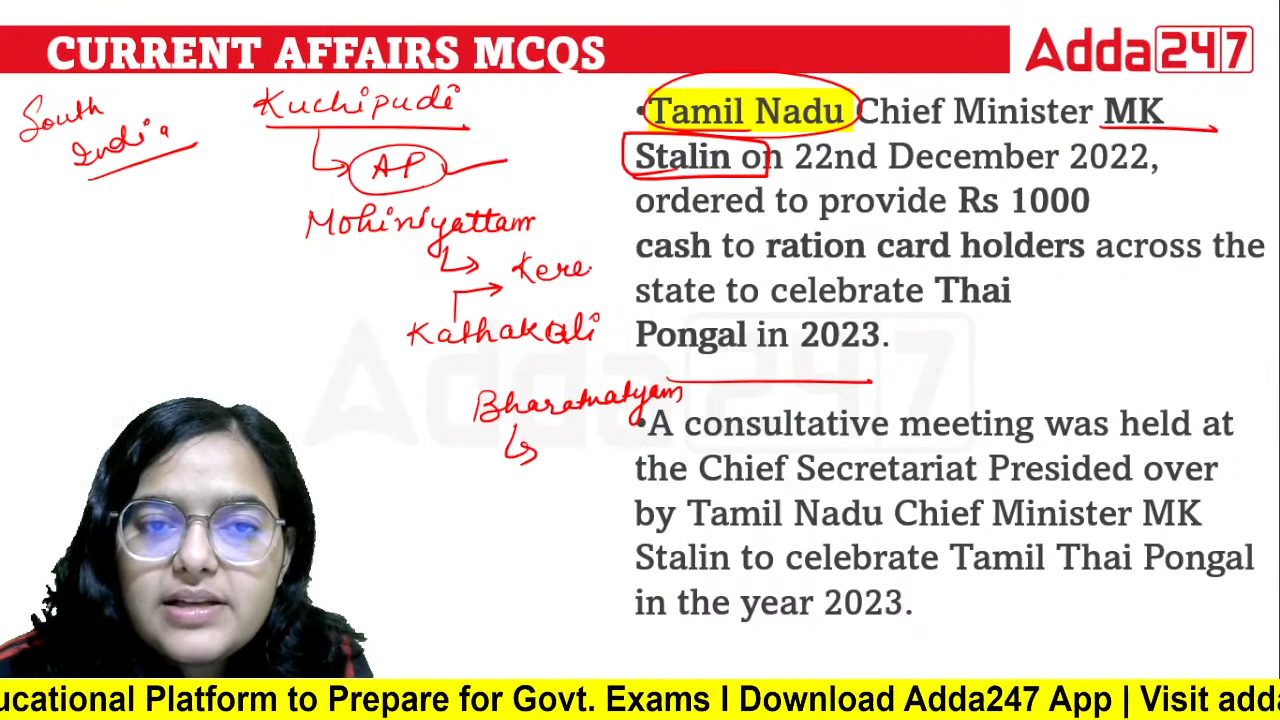 CURRENT AFFAIRS MCQS
Adda247
South
India
Kuchipudi
AP
Mohiniyattam
Kere
Kathakali
Bharatnatyam
•Tamil Nadu Chief Minister MK
Stalin on 22nd December 2022,
ordered to provide Rs 1000
cash to ration card holders across the
state to celebrate Thai
Pongal in 2023.
•A consultative meeting was held at
the Chief Secretariat Presided over
by Tamil Nadu Chief Minister MK
Stalin to celebrate Tamil Thai Pongal
in the year 2023.
Adda247
ucational Platform to Prepare for Govt. Exams I Download Adda247 App | Visit adda